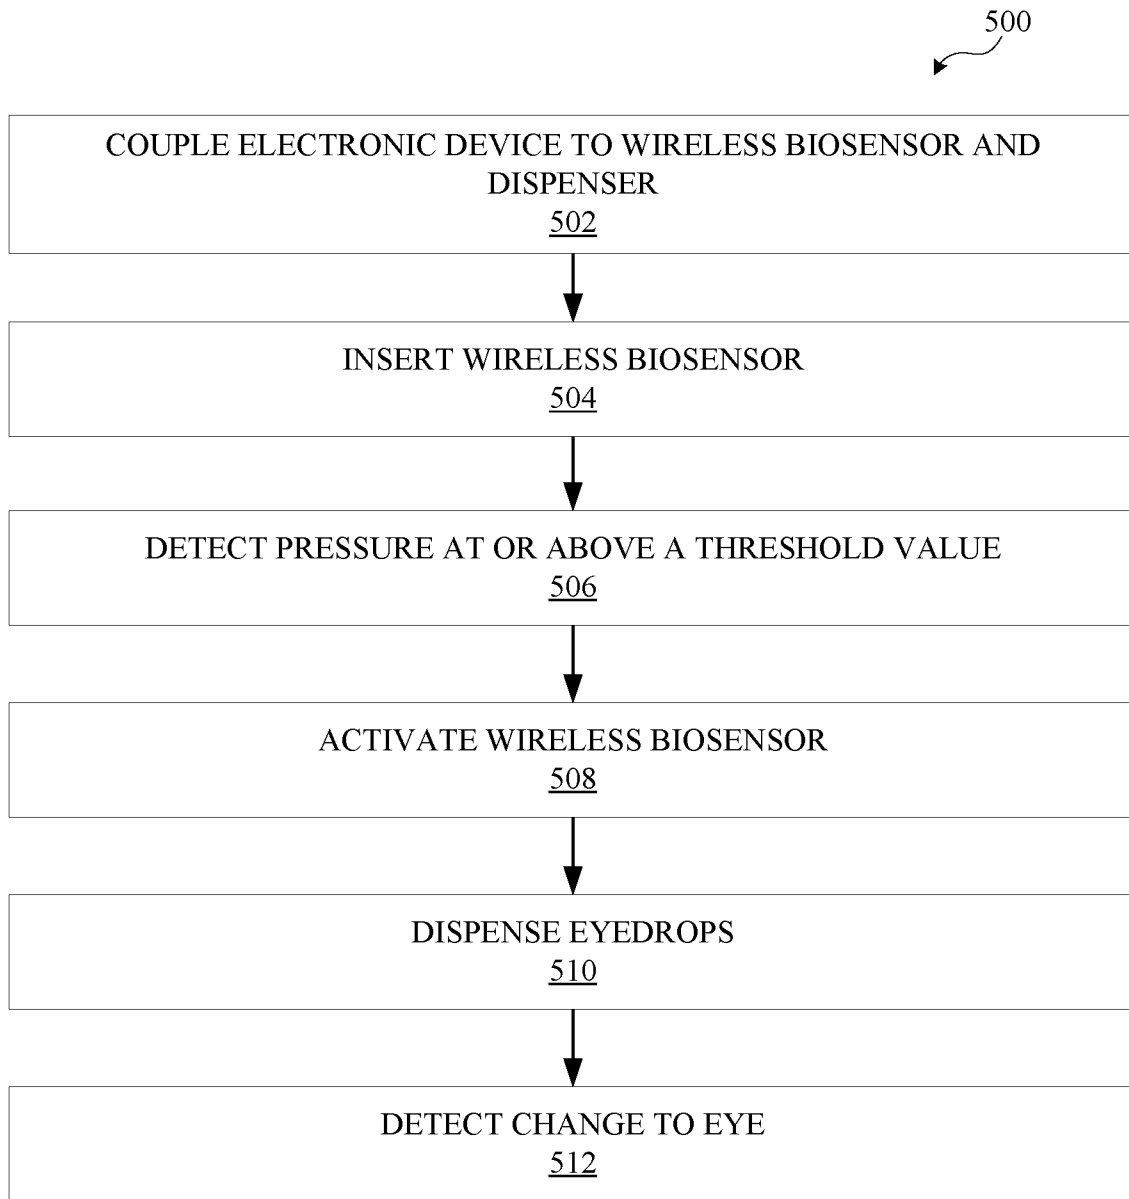 500
COUPLE ELECTRONIC DEVICE TO WIRELESS BIOSENSOR AND
DISPENSER
502
INSERT WIRELESS BIOSENSOR
504
DETECT PRESSURE AT OR ABOVE A THRESHOLD VALUE
506
ACTIVATE WIRELESS BIOSENSOR
508
DISPENSE EYEDROPS
510
DETECT CHANGE TO EYE
512